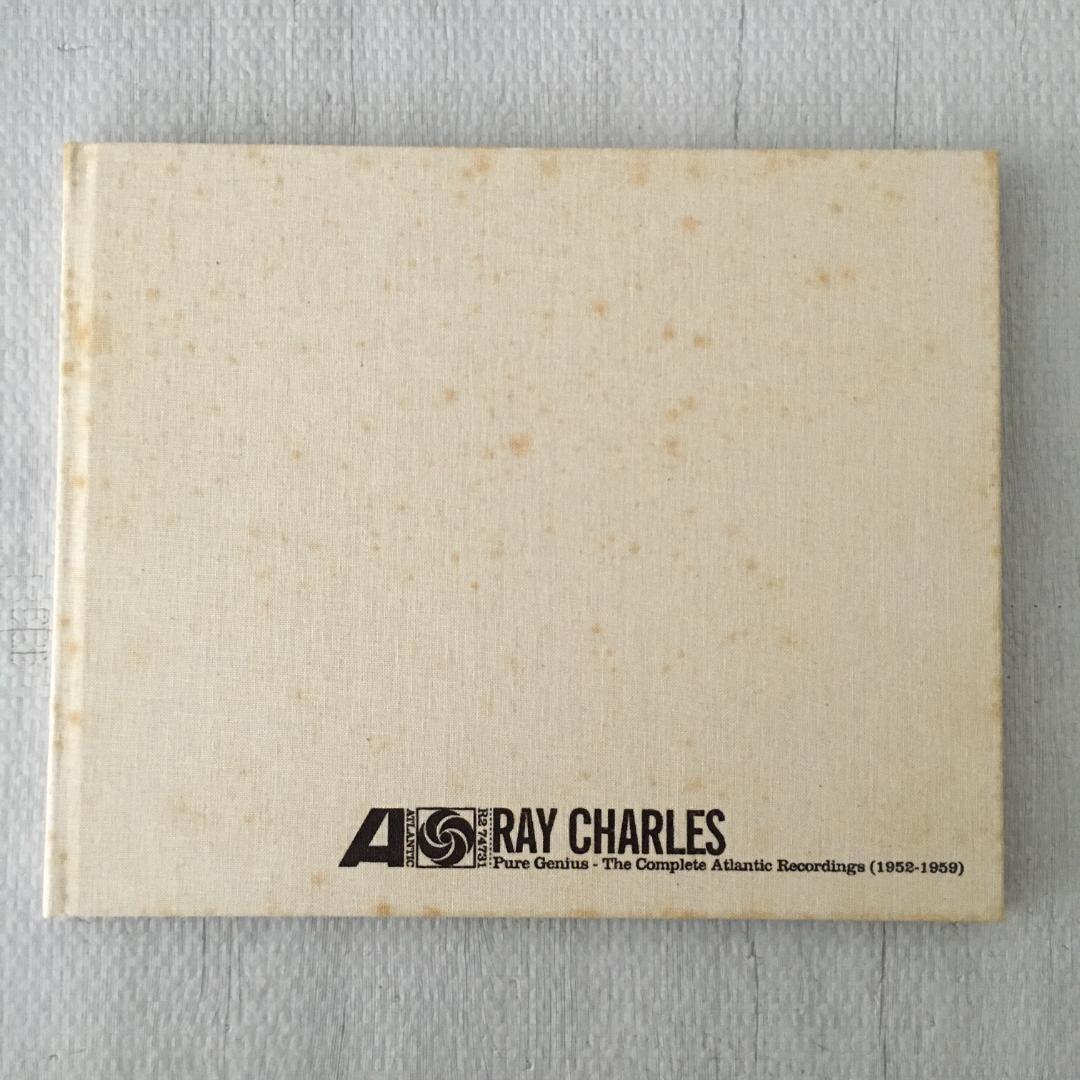 A
ATLANTIC
R2 74731
RAY CHARLES
Pure Genius - The Complete Atlantic Recordings (1952-1959)